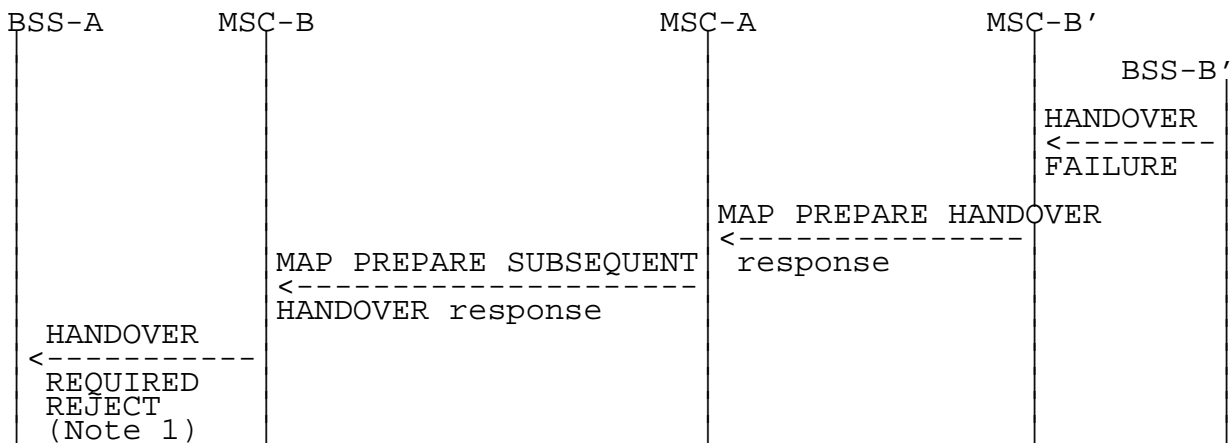 BSS-A MSC-B MSC-A MSC-B'
BSS-B'
HANDOVER
<--------
FAILURE
MAP PREPARE HANDOVER
<---------------
response
MAP PREPARE SUBSEQUENT
<---------------------
HANDOVER response
HANDOVER
<-----------
REQUIRED
REJECT
(Note 1)